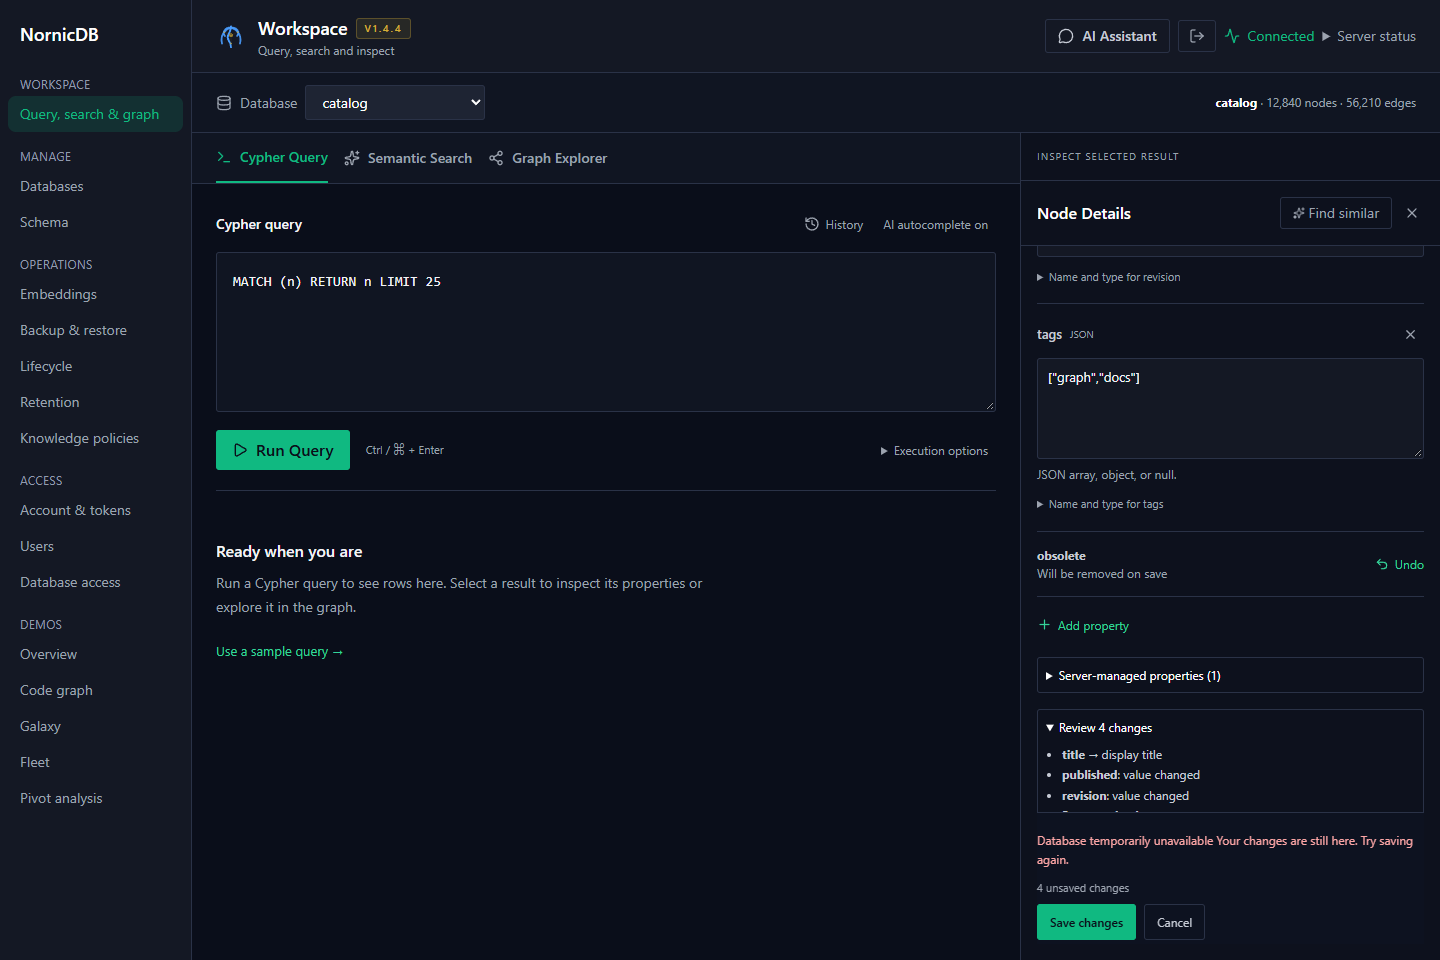 NornicDB
WORKSPACE
Query, search & graph
MANAGE
Databases
Schema
OPERATIONS
Embeddings
Backup & restore
Lifecycle
Retention
Knowledge policies
ACCESS
Account & tokens
Users
Database access
DEMOS
Overview
Code graph
Galaxy
Fleet
Pivot analysis
Workspace V1.4.4
Query, search and inspect
AI Assistant
Connected
Server status
Database catalog
catalog · 12,840 nodes · 56,210 edges
Cypher Query
Semantic Search
Graph Explorer
Cypher query
History
AI autocomplete on
MATCH (n) RETURN n LIMIT 25
Run Query
Ctrl / ⌘ + Enter
Execution options
Ready when you are
Run a Cypher query to see rows here. Select a result to inspect its properties or
explore it in the graph.
Use a sample query →
INSPECT SELECTED RESULT
Node Details
Find similar
Name and type for revision
tags JSON
["graph","docs"]
JSON array, object, or null.
Name and type for tags
obsolete
Will be removed on save
Undo
Add property
Server-managed properties (1)
Review 4 changes
title → display title
published: value changed
revision: value changed
Database temporarily unavailable Your changes are still here. Try saving
again.
4 unsaved changes
Save changes
Cancel